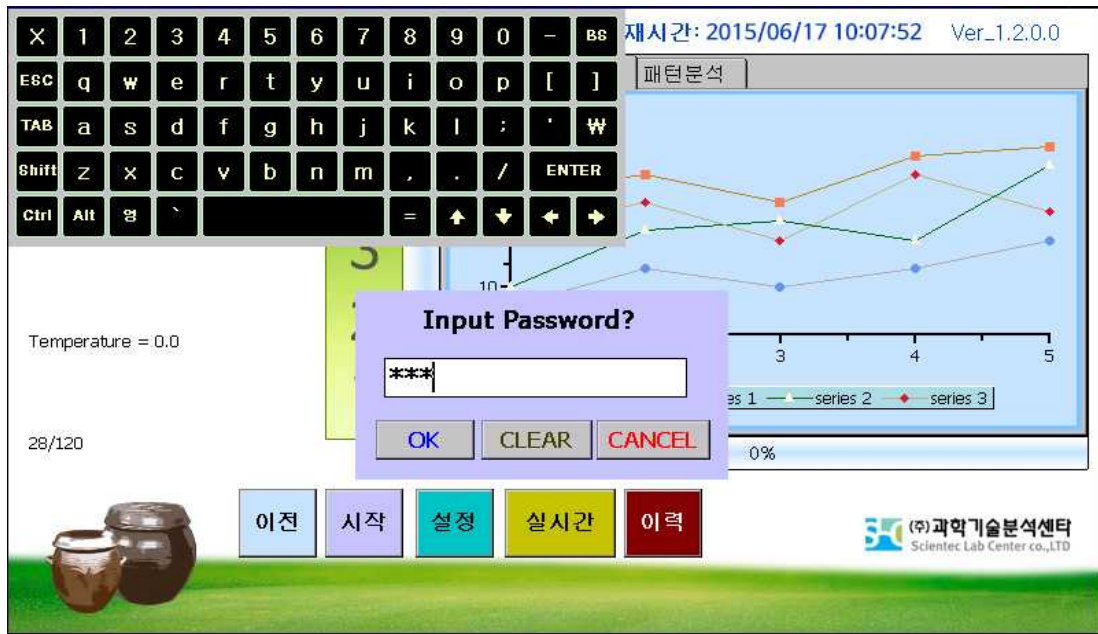 X 1 2 3 4 5 6 7 8 9 0 - BS
ESC q w e r t y u i o p [ ]
TAB a s d f g h j k l ; ' ₩
Shift z x c v b n m , . / ENTER
Ctrl Alt 영 ` =
재시간: 2015/06/17 10:07:52 Ver_1.2.0.0
패턴분석
3
10
Input Password?
***
OK CLEAR CANCEL
Temperature = 0.0
3 4 5
es 1 series 2 series 3
28/120
0%
이전 시작 설정 실시간 이력
(주)과학기술분석센타
Scientec Lab Center co.,LTD